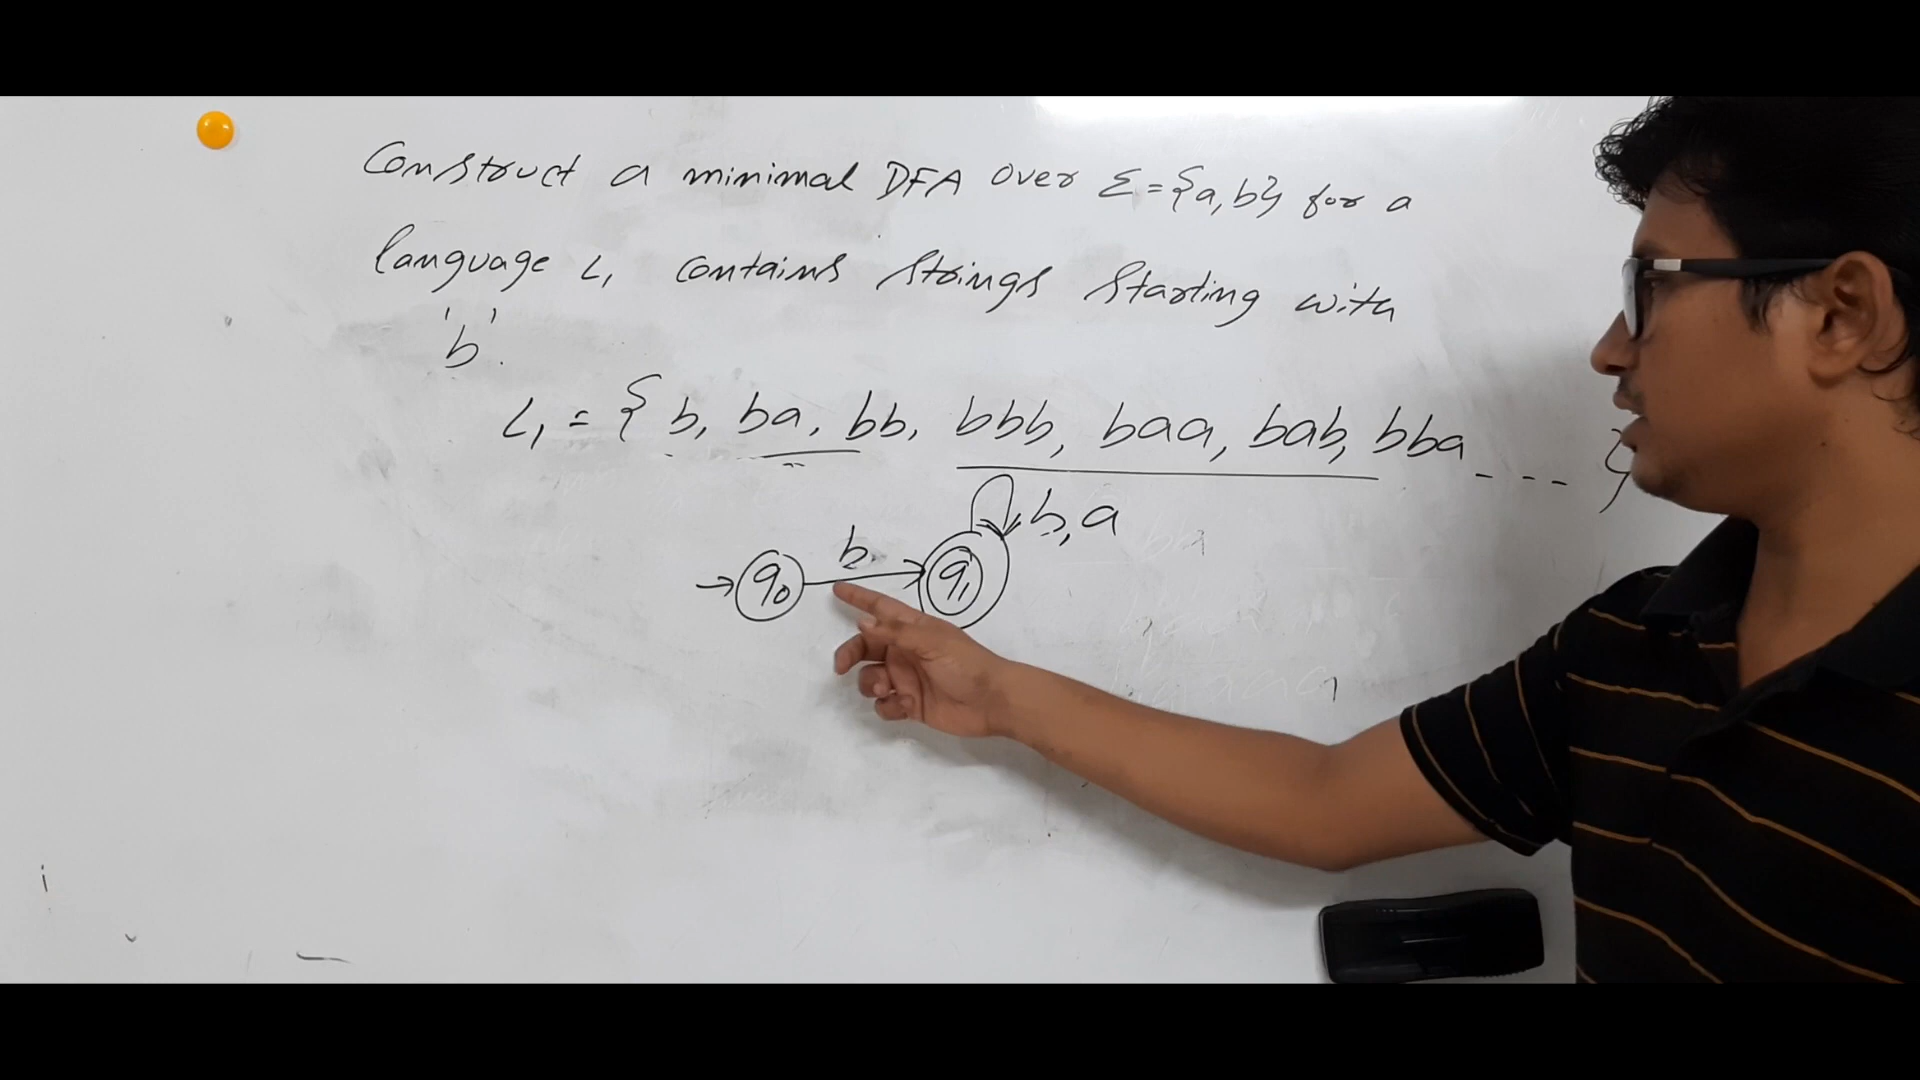 Construct a minimal DFA over Σ={a,b} for a
language L₁ contains strings starting with
'b'.
L₁ = { b, ba, bb, bbb, baa, bab, bba - - - }
b, a
b
→ q₀ q₁